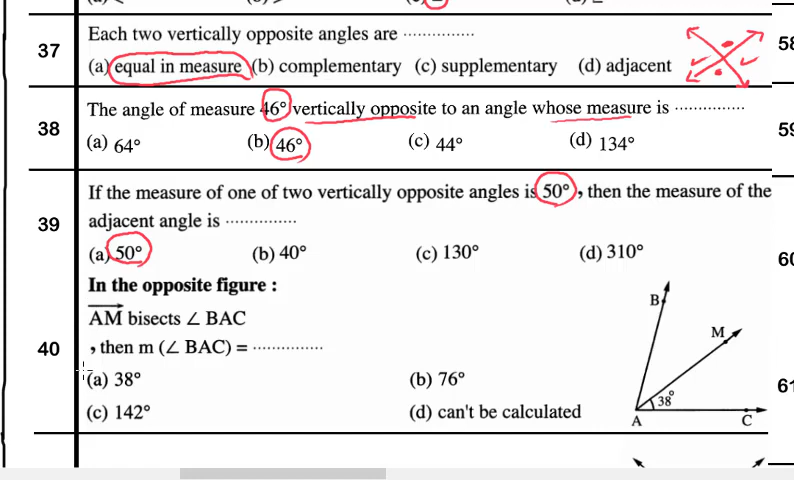 37
Each two vertically opposite angles are ...............
(a) equal in measure (b) complementary (c) supplementary (d) adjacent
58
38
The angle of measure 46° vertically opposite to an angle whose measure is ...............
(a) 64° (b) 46° (c) 44° (d) 134°
59
39
If the measure of one of two vertically opposite angles is 50° , then the measure of the
adjacent angle is ...............
(a) 50° (b) 40° (c) 130° (d) 310°
60
40
In the opposite figure :
AM bisects ∠ BAC
, then m (∠ BAC) = ...............
(a) 38° (b) 76°
(c) 142° (d) can't be calculated
B
M
38°
A C
61